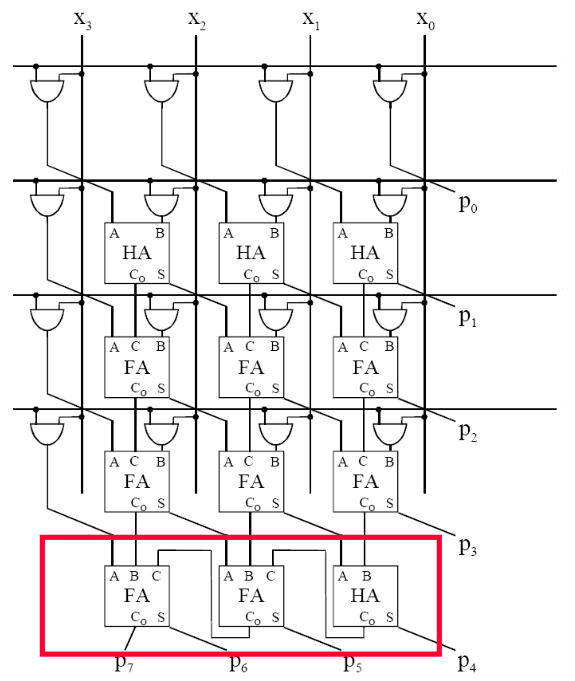 x3 x2 x1 x0
p0
A B A B A B
HA HA HA
Co S Co S Co S
p1
A C B A C B A C B
FA FA FA
Co S Co S Co S
p2
A C B A C B A C B
FA FA FA
Co S Co S Co S
p3
A B C A B C A B
FA FA HA
Co S Co S Co S
p7 p6 p5 p4